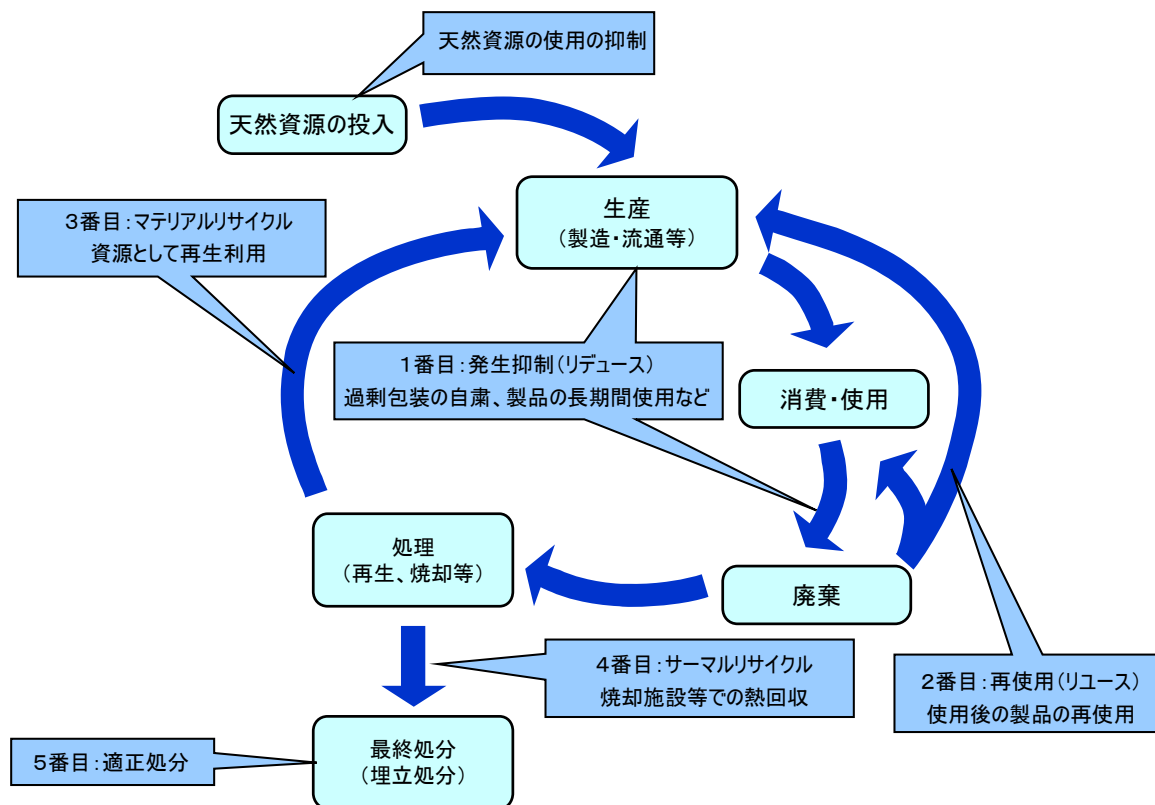 天然資源の使用の抑制
天然資源の投入
生産
（製造・流通等）
３番目：マテリアルリサイクル
資源として再生利用
１番目：発生抑制（リデュース）
過剰包装の自粛、製品の長期間使用など
消費・使用
処理
（再生、焼却等）
廃棄
４番目：サーマルリサイクル
焼却施設等での熱回収
２番目：再使用（リユース）
使用後の製品の再使用
５番目：適正処分
最終処分
（埋立処分）